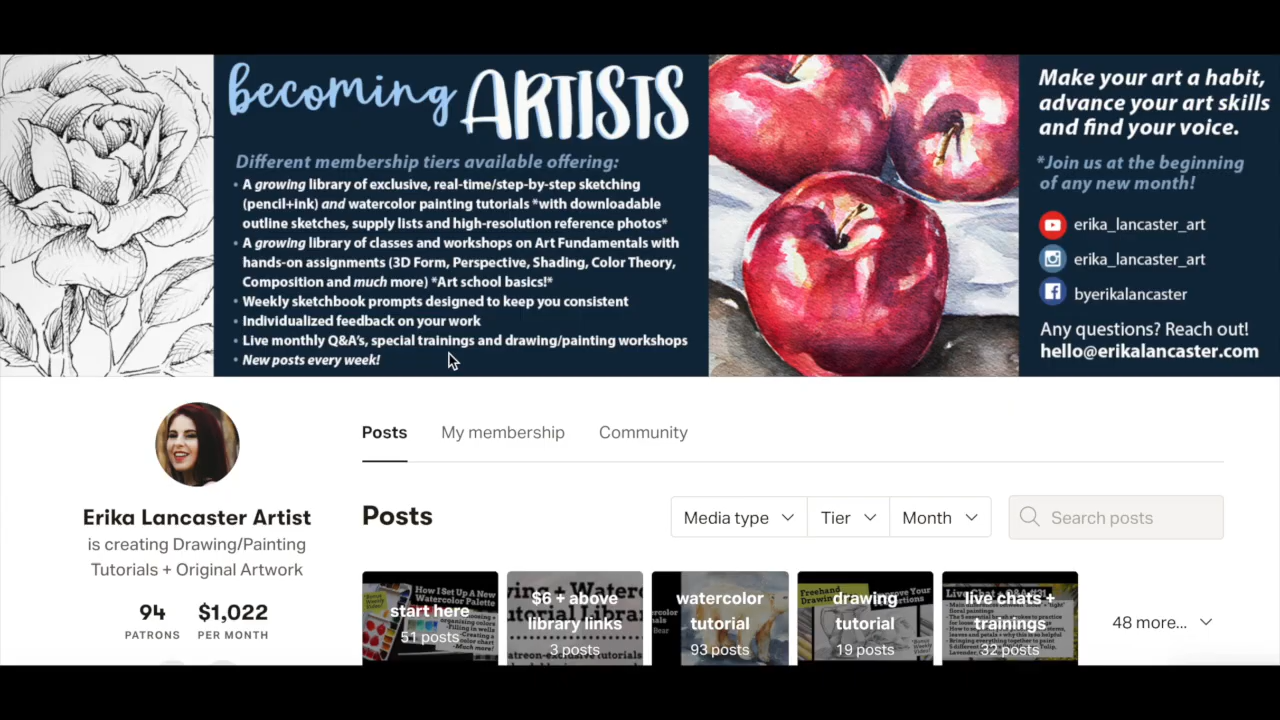 becoming ARTISTS
Different membership tiers available offering:
• A growing library of exclusive, real-time/step-by-step sketching
(pencil+ink) and watercolor painting tutorials *with downloadable
outline sketches, supply lists and high-resolution reference photos*
• A growing library of classes and workshops on Art Fundamentals with
hands-on assignments (3D Form, Perspective, Shading, Color Theory,
Composition and much more) *Art school basics!*
• Weekly sketchbook prompts designed to keep you consistent
• Individualized feedback on your work
• Live monthly Q&A's, special trainings and drawing/painting workshops
• New posts every week!
Make your art a habit,
advance your art skills
and find your voice.
*Join us at the beginning
of any new month!
erika_lancaster_art
erika_lancaster_art
byerikalancaster
Any questions? Reach out!
hello@erikalancaster.com
Erika Lancaster Artist
is creating Drawing/Painting
Tutorials + Original Artwork
94 $1,022
PATRONS PER MONTH
Posts My membership Community
Posts
Media type Tier Month Search posts
start here
51 posts
$6 + above
library links
3 posts
watercolor
tutorial
93 posts
drawing
tutorial
19 posts
live chats +
trainings
32 posts
48 more...